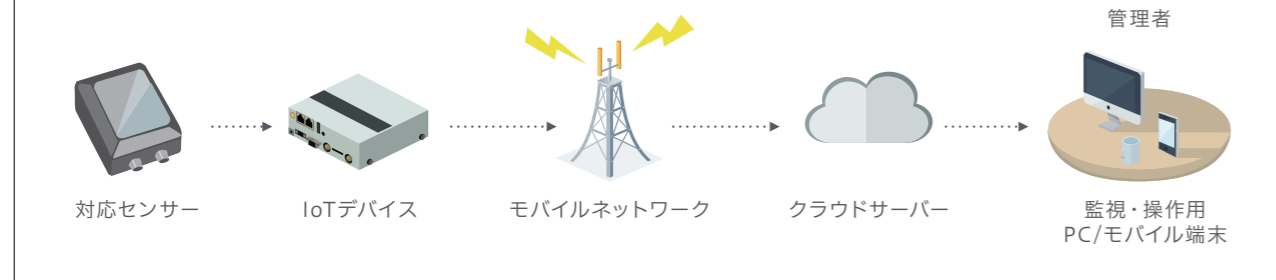 管理者
対応センサー
IoTデバイス
モバイルネットワーク
クラウドサーバー
監視・操作用
PC/モバイル端末